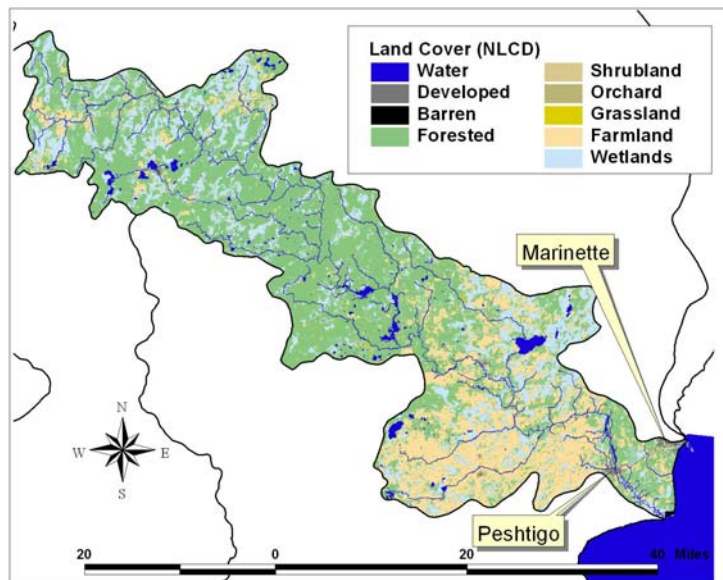 Land Cover (NLCD)
Water
Developed
Barren
Forested
Shrubland
Orchard
Grassland
Farmland
Wetlands
Marinette
N
W
E
S
Peshtigo
20 0 20 40 Miles